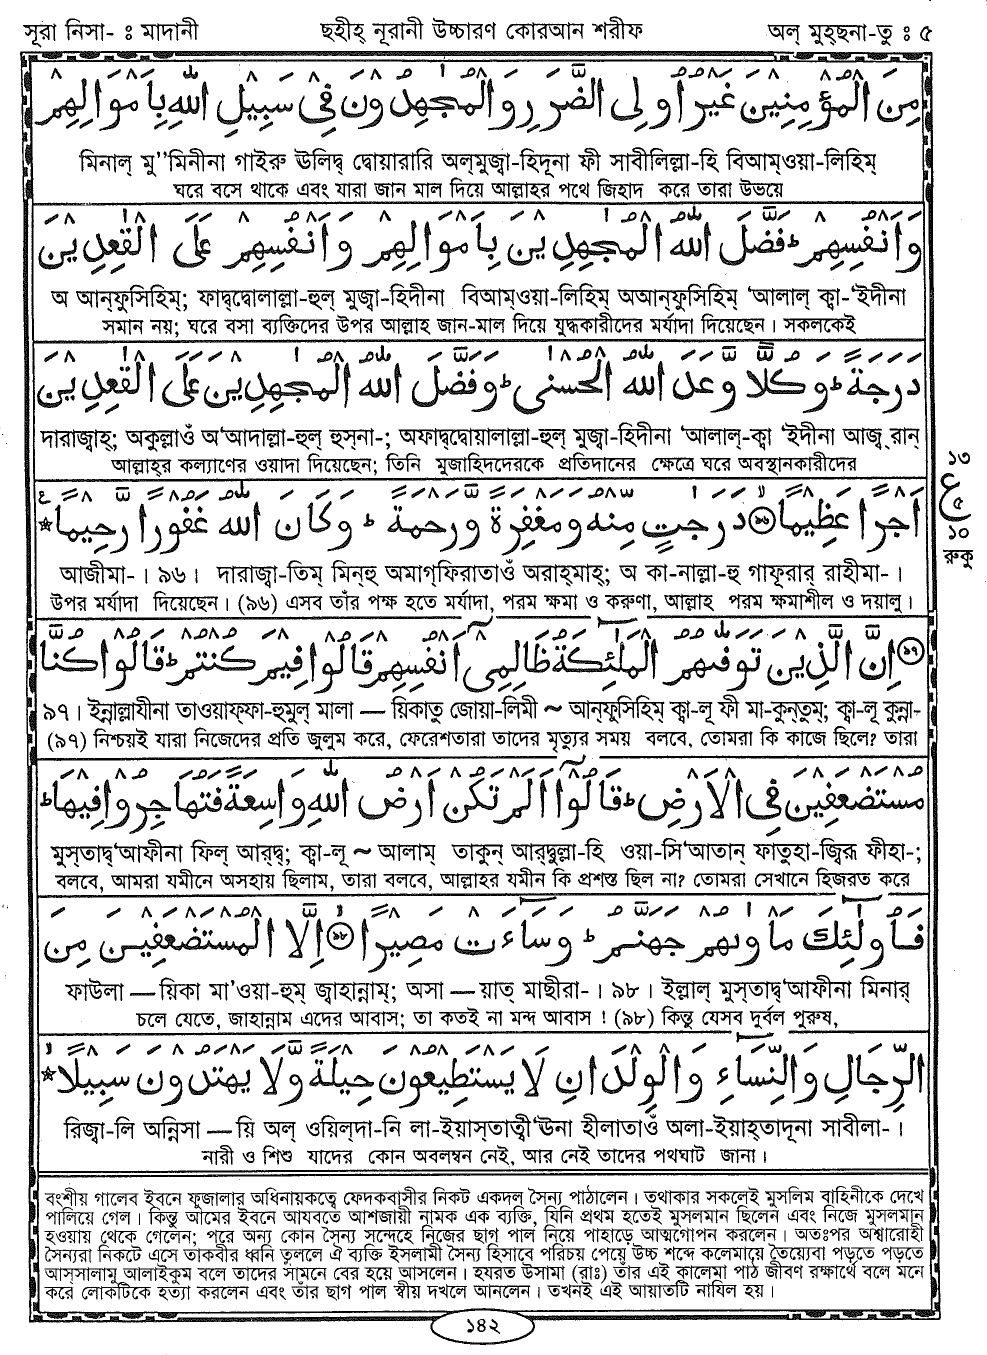 সূরা নিসা- ঃ মাদানী
ছহীহ্ নূরানী উচ্চারণ কোরআন শরীফ
অল্ মুহ্ছনা-তু ঃ ৫
مِنَ الْمُؤْمِنِيْنَ غَيْرُ اُولِى الضَّرَرِ وَالْمُجٰهِدُوْنَ فِىْ سَبِيْلِ اللّٰهِ بِاَمْوَالِهِمْ
মিনাল্ মু"মিনীনা গাইরু ঊলিদ্ব দ্বোয়ারারি অল্মুজ্বা-হিদূনা ফী সাবীলিল্লা-হি বিআম্ওয়া-লিহিম্
ঘরে বসে থাকে এবং যারা জান মাল দিয়ে আল্লাহর পথে জিহাদ করে তারা উভয়ে
وَاَنْفُسِهِمْ ؕ فَضَّلَ اللّٰهُ الْمُجٰهِدِيْنَ بِاَمْوَالِهِمْ وَاَنْفُسِهِمْ عَلَى الْقٰعِدِيْنَ
অ আন্ফুসিহিম্; ফাদ্বদ্বোলাল্লা-হুল্ মুজ্বা-হিদীনা বিআম্ওয়া-লিহিম্ অআন্ফুসিহিম্ 'আলাল্ ক্বা-'ইদীনা
সমান নয়; ঘরে বসা ব্যক্তিদের উপর আল্লাহ জান-মাল দিয়ে যুদ্ধকারীদের মর্যাদা দিয়েছেন। সকলকেই
دَرَجَةً ؕ وَكُلًّا وَّعَدَ اللّٰهُ الْحُسْنٰى ؕ وَفَضَّلَ اللّٰهُ الْمُجٰهِدِيْنَ عَلَى الْقٰعِدِيْنَ
দারাজ্বাহ্; অকুল্লাওঁ অ'আদাল্লা-হুল্ হুস্না-; অফাদ্বদ্বোয়ালাল্লা-হুল্ মুজ্বা-হিদীনা 'আলাল্-ক্বা 'ইদীনা আজ্ব্রান্
আল্লাহ্র কল্যাণের ওয়াদা দিয়েছেন; তিনি মুজাহিদদেরকে প্রতিদানের ক্ষেত্রে ঘরে অবস্থানকারীদের
১৩
ع
৫
১০
রুকু
اَجْرًا عَظِيْمًا ۙ ﴿৯৬﴾ دَرَجٰتٍ مِّنْهُ وَمَغْفِرَةً وَّرَحْمَةً ؕ وَكَانَ اللّٰهُ غَفُوْرًا رَّحِيْمًا ٭ ع
আজীমা-। ৯৬। দারাজ্বা-তিম্ মিন্হু অমাগ্ফিরাতাওঁ অরাহ্মাহ্; অ কা-নাল্লা-হু গাফূরার্ রাহীমা-।
উপর মর্যাদা দিয়েছেন। (৯৬) এসব তাঁর পক্ষ হতে মর্যাদা, পরম ক্ষমা ও করুণা, আল্লাহ পরম ক্ষমাশীল ও দয়ালু।
﴿৯৭﴾ اِنَّ الَّذِيْنَ تَوَفّٰىهُمُ الْمَلٰٓئِكَةُ ظَالِمِىْٓ اَنْفُسِهِمْ قَالُوْا فِيْمَ كُنْتُمْ ؕ قَالُوْا كُنَّا
৯৭। ইন্নাল্লাযীনা তাওয়াফ্ফা-হুমুল্ মালা — য়িকাতু জোয়া-লিমী ~ আন্ফুসিহিম্ ক্বা-লূ ফী মা-কুন্তুম্; ক্বা-লূ কুন্না-
(৯৭) নিশ্চয়ই যারা নিজেদের প্রতি জুলুম করে, ফেরেশতারা তাদের মৃত্যুর সময় বলবে, তোমরা কি কাজে ছিলে? তারা
مُسْتَضْعَفِيْنَ فِى الْاَرْضِ ؕ قَالُوْٓا اَلَمْ تَكُنْ اَرْضُ اللّٰهِ وَاسِعَةً فَتُهَاجِرُوْا فِيْهَا ؕ
মুস্তাদ্ব'আফীনা ফিল্ আর্দ্ব; ক্বা-লূ ~ আলাম্ তাকুন্ আর্দ্বুল্লা-হি ওয়া-সি'আতান্ ফাতুহা-জ্বিরূ ফীহা-;
বলবে, আমরা যমীনে অসহায় ছিলাম, তারা বলবে, আল্লাহর যমীন কি প্রশস্ত ছিল না? তোমরা সেখানে হিজরত করে
فَاُولٰٓئِكَ مَاْوٰىهُمْ جَهَنَّمُ ؕ وَسَآءَتْ مَصِيْرًا ۙ ﴿৯৮﴾ اِلَّا الْمُسْتَضْعَفِيْنَ مِنَ
ফাউলা — য়িকা মা'ওয়া-হুম্ জ্বাহান্নাম্; অসা — য়াত্ মাছীরা-। ৯৮। ইল্লাল্ মুস্তাদ্ব'আফীনা মিনার্
চলে যেতে, জাহান্নাম এদের আবাস; তা কতই না মন্দ আবাস ! (৯৮) কিন্তু যেসব দুর্বল পুরুষ,
الرِّجَالِ وَالنِّسَآءِ وَالْوِلْدَانِ لَا يَسْتَطِيْعُوْنَ حِيْلَةً وَّلَا يَهْتَدُوْنَ سَبِيْلًا ۙ ٭
রিজ্বা-লি অন্নিসা — য়ি অল্ ওয়িল্দা-নি লা-ইয়াস্তাত্বী'ঊনা হীলাতাওঁ অলা-ইয়াহ্তাদূনা সাবীলা-।
নারী ও শিশু যাদের কোন অবলম্বন নেই, আর নেই তাদের পথঘাট জানা।
বংশীয় গালেব ইবনে ফুজালার অধিনায়কত্বে ফেদকবাসীর নিকট একদল সৈন্য পাঠালেন। তথাকার সকলেই মুসলিম বাহিনীকে দেখে
পালিয়ে গেল। কিন্তু আমের ইবনে আযবতে আশজায়ী নামক এক ব্যক্তি, যিনি প্রথম হতেই মুসলমান ছিলেন এবং নিজে মুসলমান
হওয়ায় থেকে গেলেন; পরে অন্য কোন সৈন্য সন্দেহে নিজের ছাগ পাল নিয়ে পাহাড়ে আত্মগোপন করলেন। অতঃপর অশ্বারোহী
সৈন্যরা নিকটে এসে তাকবীর ধ্বনি তুললে ঐ ব্যক্তি ইসলামী সৈন্য হিসাবে পরিচয় পেয়ে উচ্চ শব্দে কলেমায়ে তৈয়্যেবা পড়তে পড়তে
আস্সালামু আলাইকুম বলে তাদের সামনে বের হয়ে আসলেন। হযরত উসামা (রাঃ) তাঁর এই কালেমা পাঠ জীবণ রক্ষার্থে বলে মনে
করে লোকটিকে হত্যা করলেন এবং তাঁর ছাগ পাল স্বীয় দখলে আনলেন। তখনই এই আয়াতটি নাযিল হয়।
১৪২